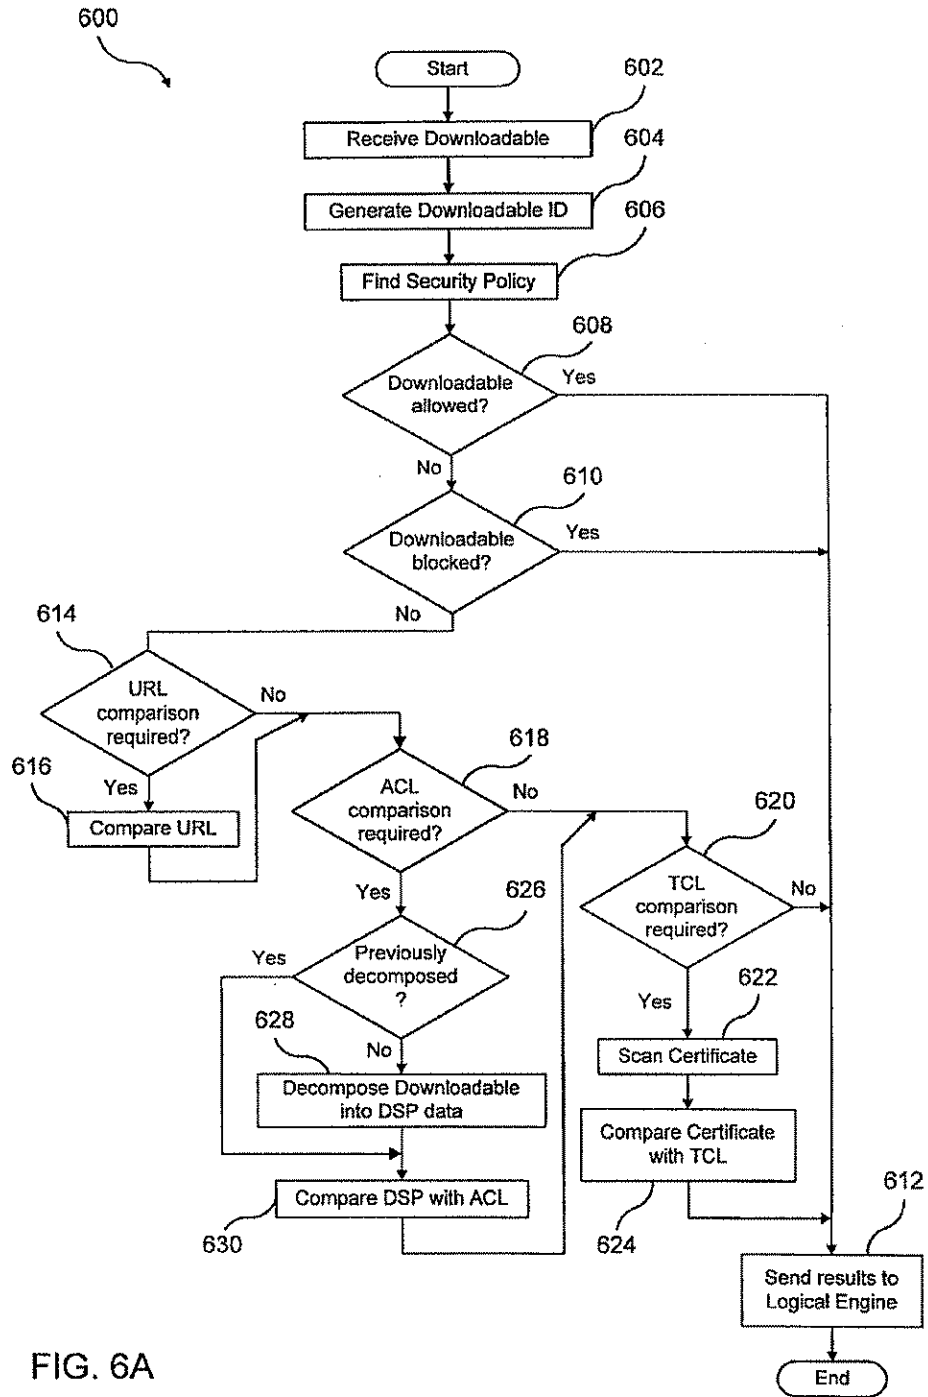 600
Start
602
Receive Downloadable
604
Generate Downloadable ID
606
Find Security Policy
608
Downloadable
allowed?
Yes
No
610
Downloadable
blocked?
Yes
No
614
URL
comparison
required?
No
616
Yes
Compare URL
618
ACL
comparison
required?
No
620
TCL
comparison
required?
No
Yes
626
Previously
decomposed
?
Yes
622
Yes
628
No
Scan Certificate
Decompose Downloadable
into DSP data
Compare Certificate
with TCL
Compare DSP with ACL
630
624
612
Send results to
Logical Engine
End
FIG. 6A